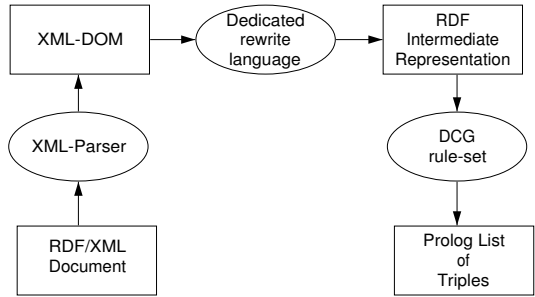 XML-DOM
Dedicated
rewrite
language
RDF
Intermediate
Representation
XML-Parser
DCG
rule-set
RDF/XML
Document
Prolog List
of
Triples